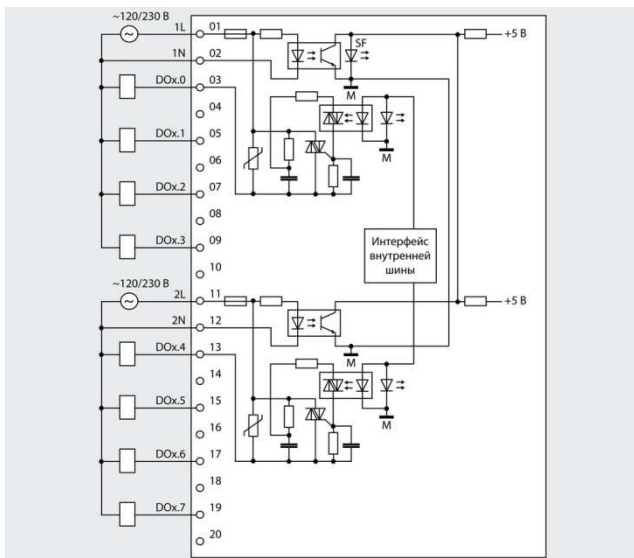 ~120/230 В
1L 01
+5 В
1N 02
SF
DOx.0 03
М
04
DOx.1 05
М
06
DOx.2 07
08
Интерфейс
внутренней
шины
DOx.3 09
10
~120/230 В
2L 11
+5 В
2N 12
DOx.4 13
М
14
DOx.5 15
М
16
DOx.6 17
18
DOx.7 19
20